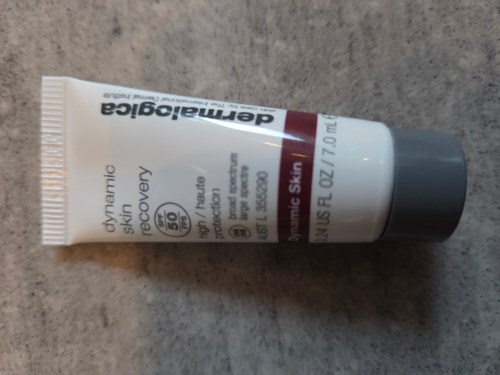 dermalogica
skin care by The International Dermal Institute
dynamic
skin
recovery
SPF
50
FPS
high / haute
protection
broad spectrum
large spectre
AUST L 355290
Dynamic Skin
0.24 US FL OZ / 7.0 mL